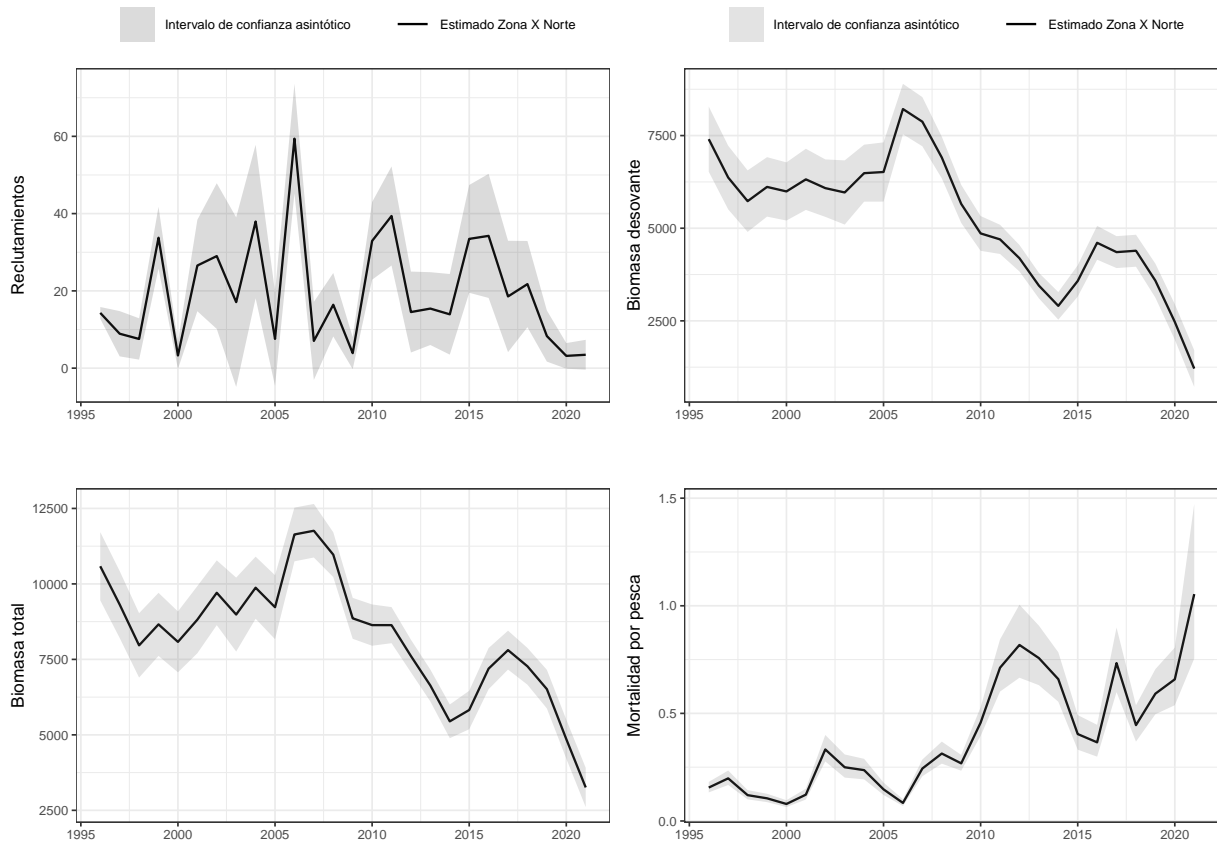 Intervalo de confianza asintótico Estimado Zona X Norte
Intervalo de confianza asintótico Estimado Zona X Norte
Reclutamientos
60
40
20
0
1995 2000 2005 2010 2015 2020
Biomasa desovante
7500
5000
2500
1995 2000 2005 2010 2015 2020
Biomasa total
12500
10000
7500
5000
2500
1995 2000 2005 2010 2015 2020
Mortalidad por pesca
1.5
1.0
0.5
0.0
1995 2000 2005 2010 2015 2020